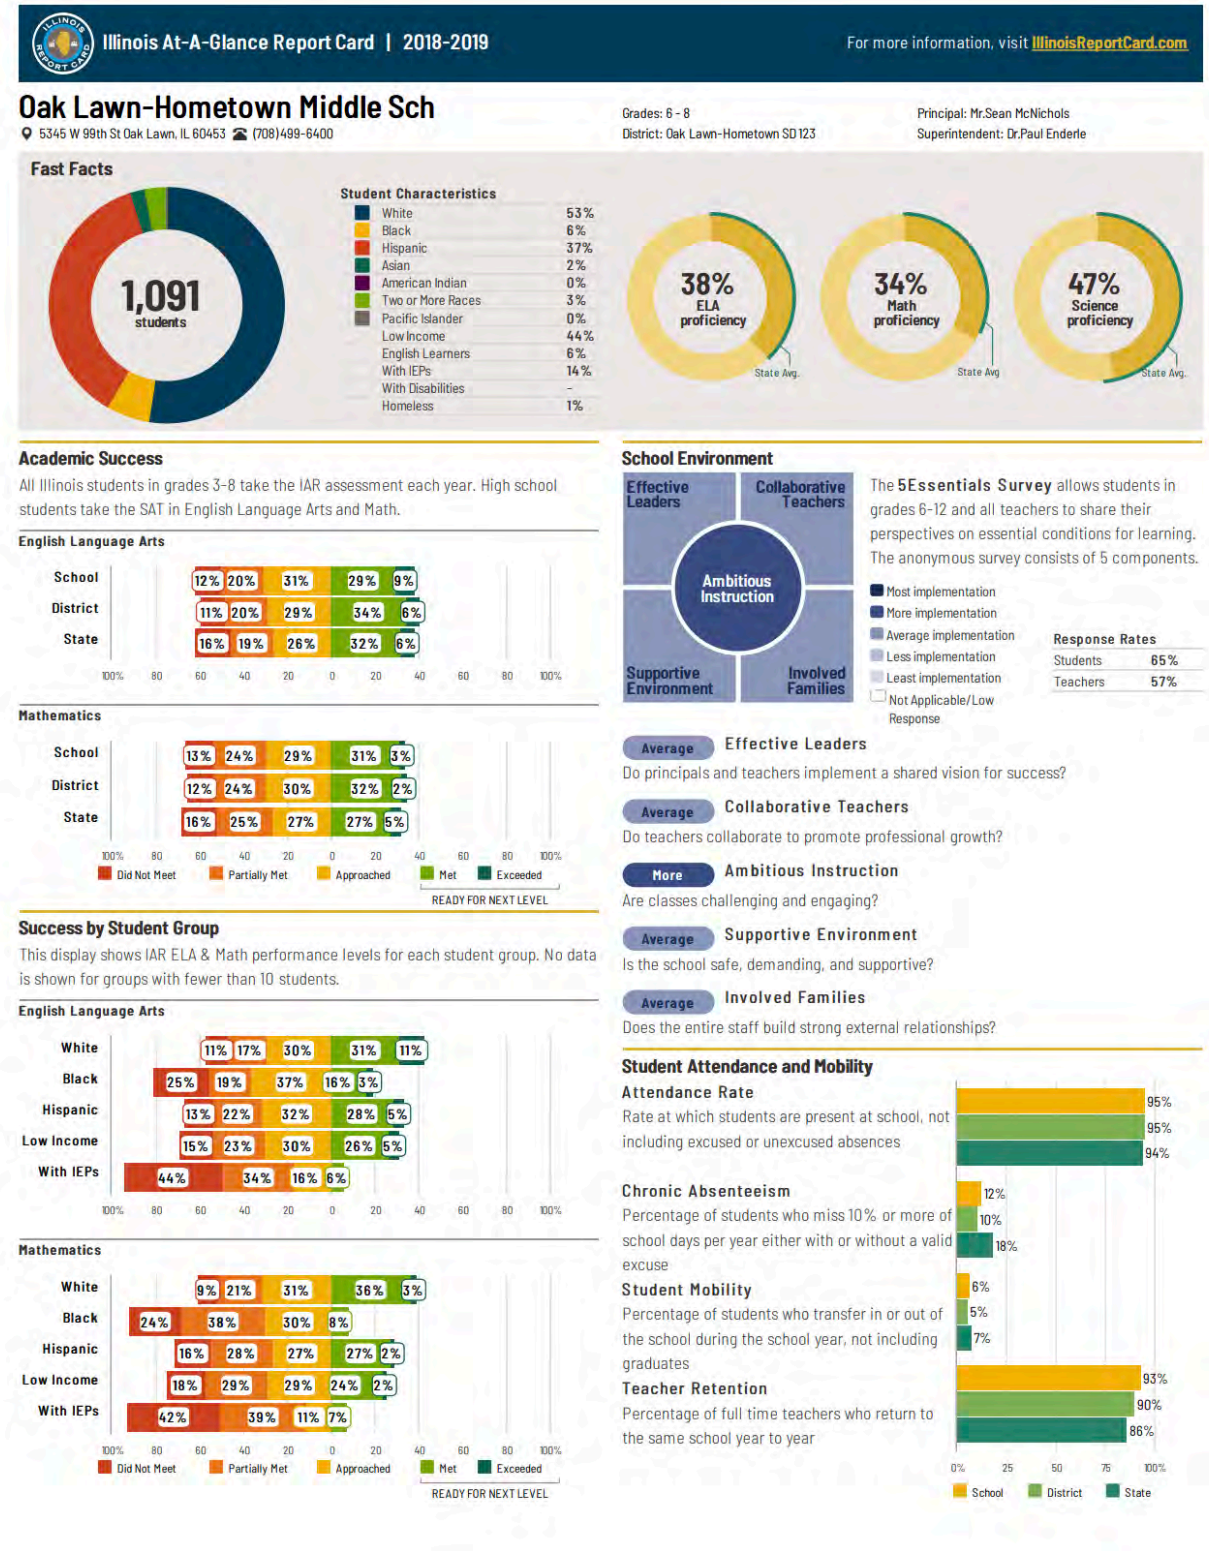 ILLINOIS
REPORT CARD
Illinois At-A-Glance Report Card | 2018-2019
For more information, visit IllinoisReportCard.com
Oak Lawn-Hometown Middle Sch
5345 W 99th St Oak Lawn, IL 60453 (708)499-6400
Grades: 6 - 8
District: Oak Lawn-Hometown SD 123
Principal: Mr.Sean McNichols
Superintendent: Dr.Paul Enderle
Fast Facts
1,091
students
Student Characteristics
White 53%
Black 6%
Hispanic 37%
Asian 2%
American Indian 0%
Two or More Races 3%
Pacific Islander 0%
Low Income 44%
English Learners 6%
With IEPs 14%
With Disabilities -
Homeless 1%
38%
ELA
proficiency
State Avg.
34%
Math
proficiency
State Avg
47%
Science
proficiency
State Avg.
Academic Success
All Illinois students in grades 3-8 take the IAR assessment each year. High school
students take the SAT in English Language Arts and Math.
English Language Arts
School 12% 20% 31% 29% 9%
District 11% 20% 29% 34% 6%
State 16% 19% 26% 32% 6%
100% 80 60 40 20 0 20 40 60 80 100%
Mathematics
School 13% 24% 29% 31% 3%
District 12% 24% 30% 32% 2%
State 16% 25% 27% 27% 5%
100% 80 60 40 20 0 20 40 60 80 100%
Did Not Meet Partially Met Approached Met Exceeded
READY FOR NEXT LEVEL
Success by Student Group
This display shows IAR ELA & Math performance levels for each student group. No data
is shown for groups with fewer than 10 students.
English Language Arts
White 11% 17% 30% 31% 11%
Black 25% 19% 37% 16% 3%
Hispanic 13% 22% 32% 28% 5%
Low Income 15% 23% 30% 26% 5%
With IEPs 44% 34% 16% 6%
100% 80 60 40 20 0 20 40 60 80 100%
Mathematics
White 9% 21% 31% 36% 3%
Black 24% 38% 30% 8%
Hispanic 16% 28% 27% 27% 2%
Low Income 18% 29% 29% 24% 2%
With IEPs 42% 39% 11% 7%
100% 80 60 40 20 0 20 40 60 80 100%
Did Not Meet Partially Met Approached Met Exceeded
READY FOR NEXT LEVEL
School Environment
Effective
Leaders
Collaborative
Teachers
Ambitious
Instruction
Supportive
Environment
Involved
Families
The 5Essentials Survey allows students in
grades 6-12 and all teachers to share their
perspectives on essential conditions for learning.
The anonymous survey consists of 5 components.
Most implementation
More implementation
Average implementation
Less implementation
Least implementation
Not Applicable/Low
Response
Response Rates
Students 65%
Teachers 57%
Average Effective Leaders
Do principals and teachers implement a shared vision for success?
Average Collaborative Teachers
Do teachers collaborate to promote professional growth?
More Ambitious Instruction
Are classes challenging and engaging?
Average Supportive Environment
Is the school safe, demanding, and supportive?
Average Involved Families
Does the entire staff build strong external relationships?
Student Attendance and Mobility
Attendance Rate
Rate at which students are present at school, not
including excused or unexcused absences
95%
95%
94%
Chronic Absenteeism
Percentage of students who miss 10% or more of
school days per year either with or without a valid
excuse
12%
10%
18%
Student Mobility
Percentage of students who transfer in or out of
the school during the school year, not including
graduates
6%
5%
7%
Teacher Retention
Percentage of full time teachers who return to
the same school year to year
93%
90%
86%
0% 25 50 75 100%
School District State